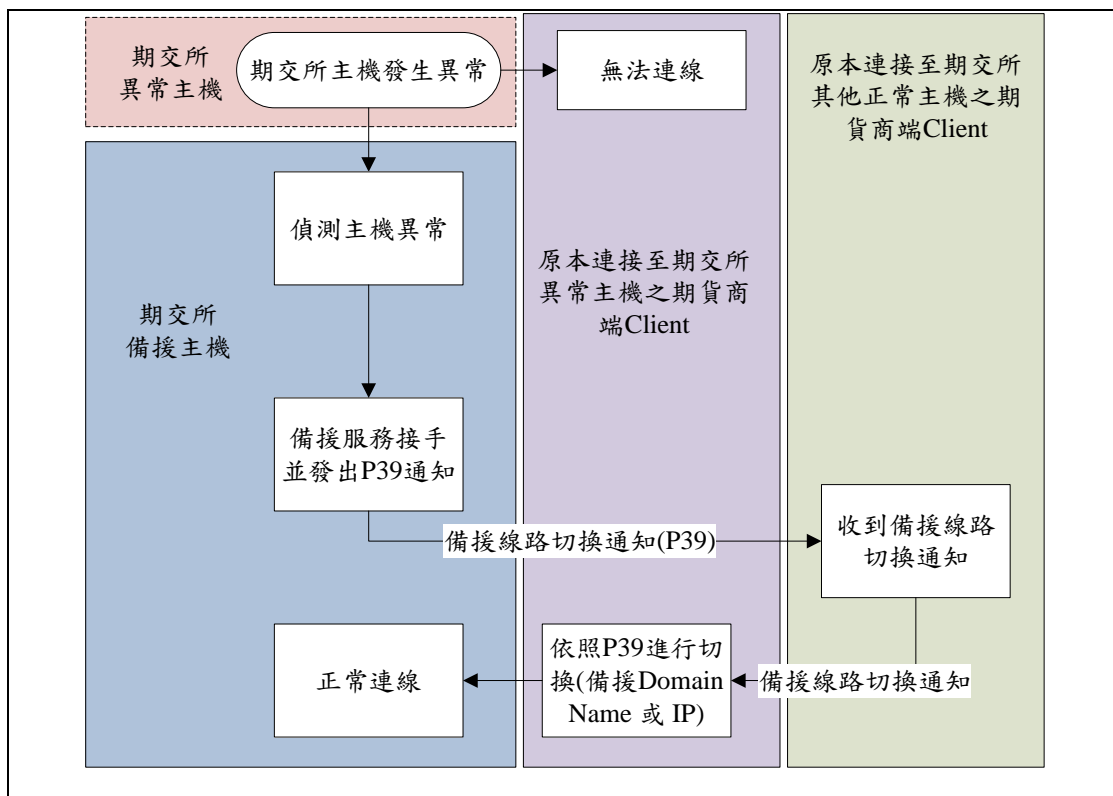 期交所
異常主機
期交所主機發生異常
無法連線
原本連接至期交所
其他正常主機之期
貨商端Client
偵測主機異常
原本連接至期交所
異常主機之期貨商
端Client
期交所
備援主機
備援服務接手
並發出P39通知
備援線路切換通知(P39)
收到備援線路
切換通知
正常連線
依照P39進行切
換(備援Domain
Name 或 IP)
備援線路切換通知